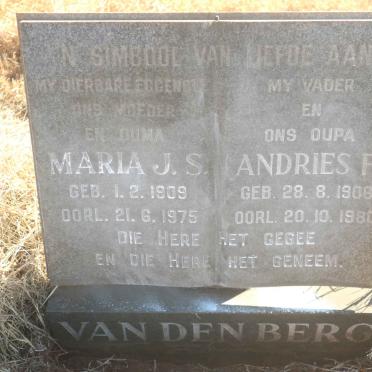 'N SIMBOOL VAN LIEFDE AAN
MY DIERBARE EGGENOTE
ONS MOEDER
EN OUMA
MARIA J. S.
GEB. 1. 2. 1909
OORL. 21. 6. 1975
MY VADER
EN
ONS OUPA
ANDRIES F
GEB. 28. 8. 1908
OORL. 20. 10. 1980
DIE HERE HET GEGEE
EN DIE HERE HET GENEEM.
VAN DEN BERG